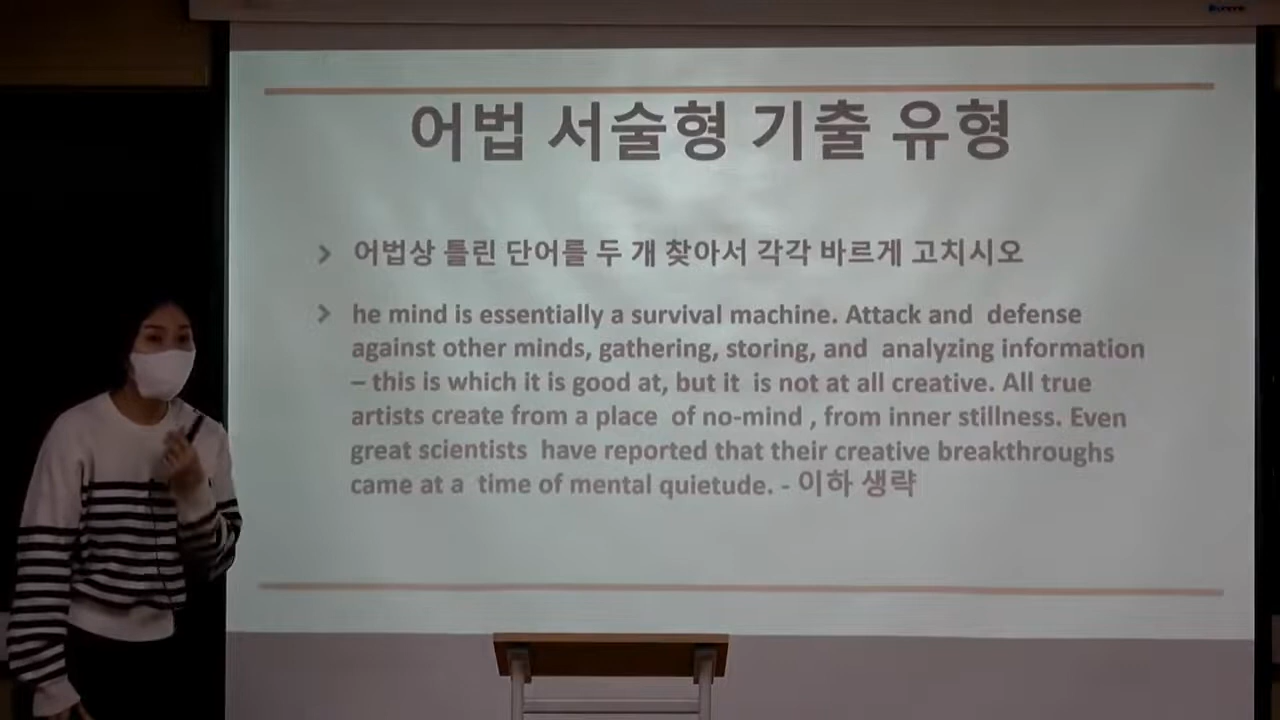 어법 서술형 기출 유형
어법상 틀린 단어를 두 개 찾아서 각각 바르게 고치시오
he mind is essentially a survival machine. Attack and defense
against other minds, gathering, storing, and analyzing information
– this is which it is good at, but it is not at all creative. All true
artists create from a place of no-mind , from inner stillness. Even
great scientists have reported that their creative breakthroughs
came at a time of mental quietude. - 이하 생략